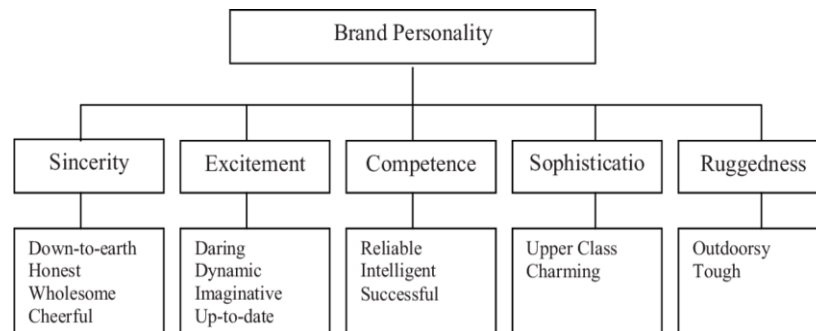 Brand Personality
Sincerity
Excitement
Competence
Sophisticatio
Ruggedness
Down-to-earth
Honest
Wholesome
Cheerful
Daring
Dynamic
Imaginative
Up-to-date
Reliable
Intelligent
Successful
Upper Class
Charming
Outdoorsy
Tough